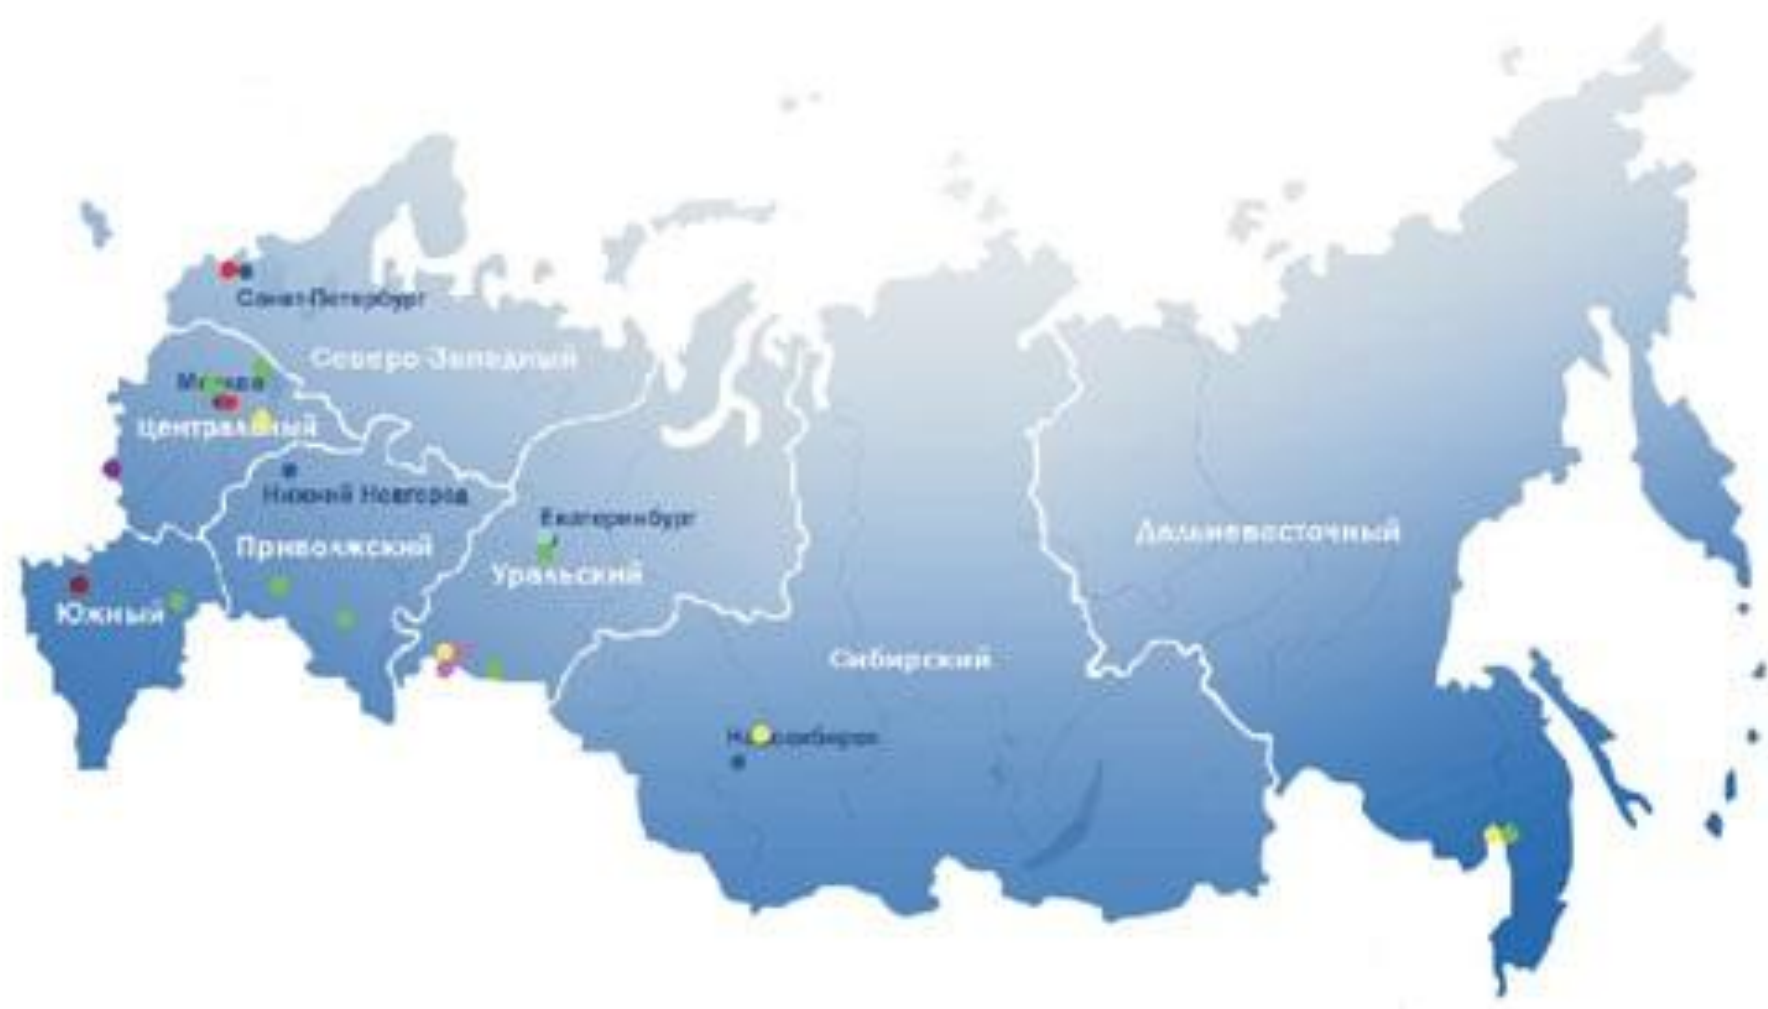 Санкт-Петербург
Северо-Западный
Москва
Центральный
Нижний Новгород
Екатеринбург
Дальневосточный
Приволжский
Уральский
Южный
Сибирский
Новосибирск